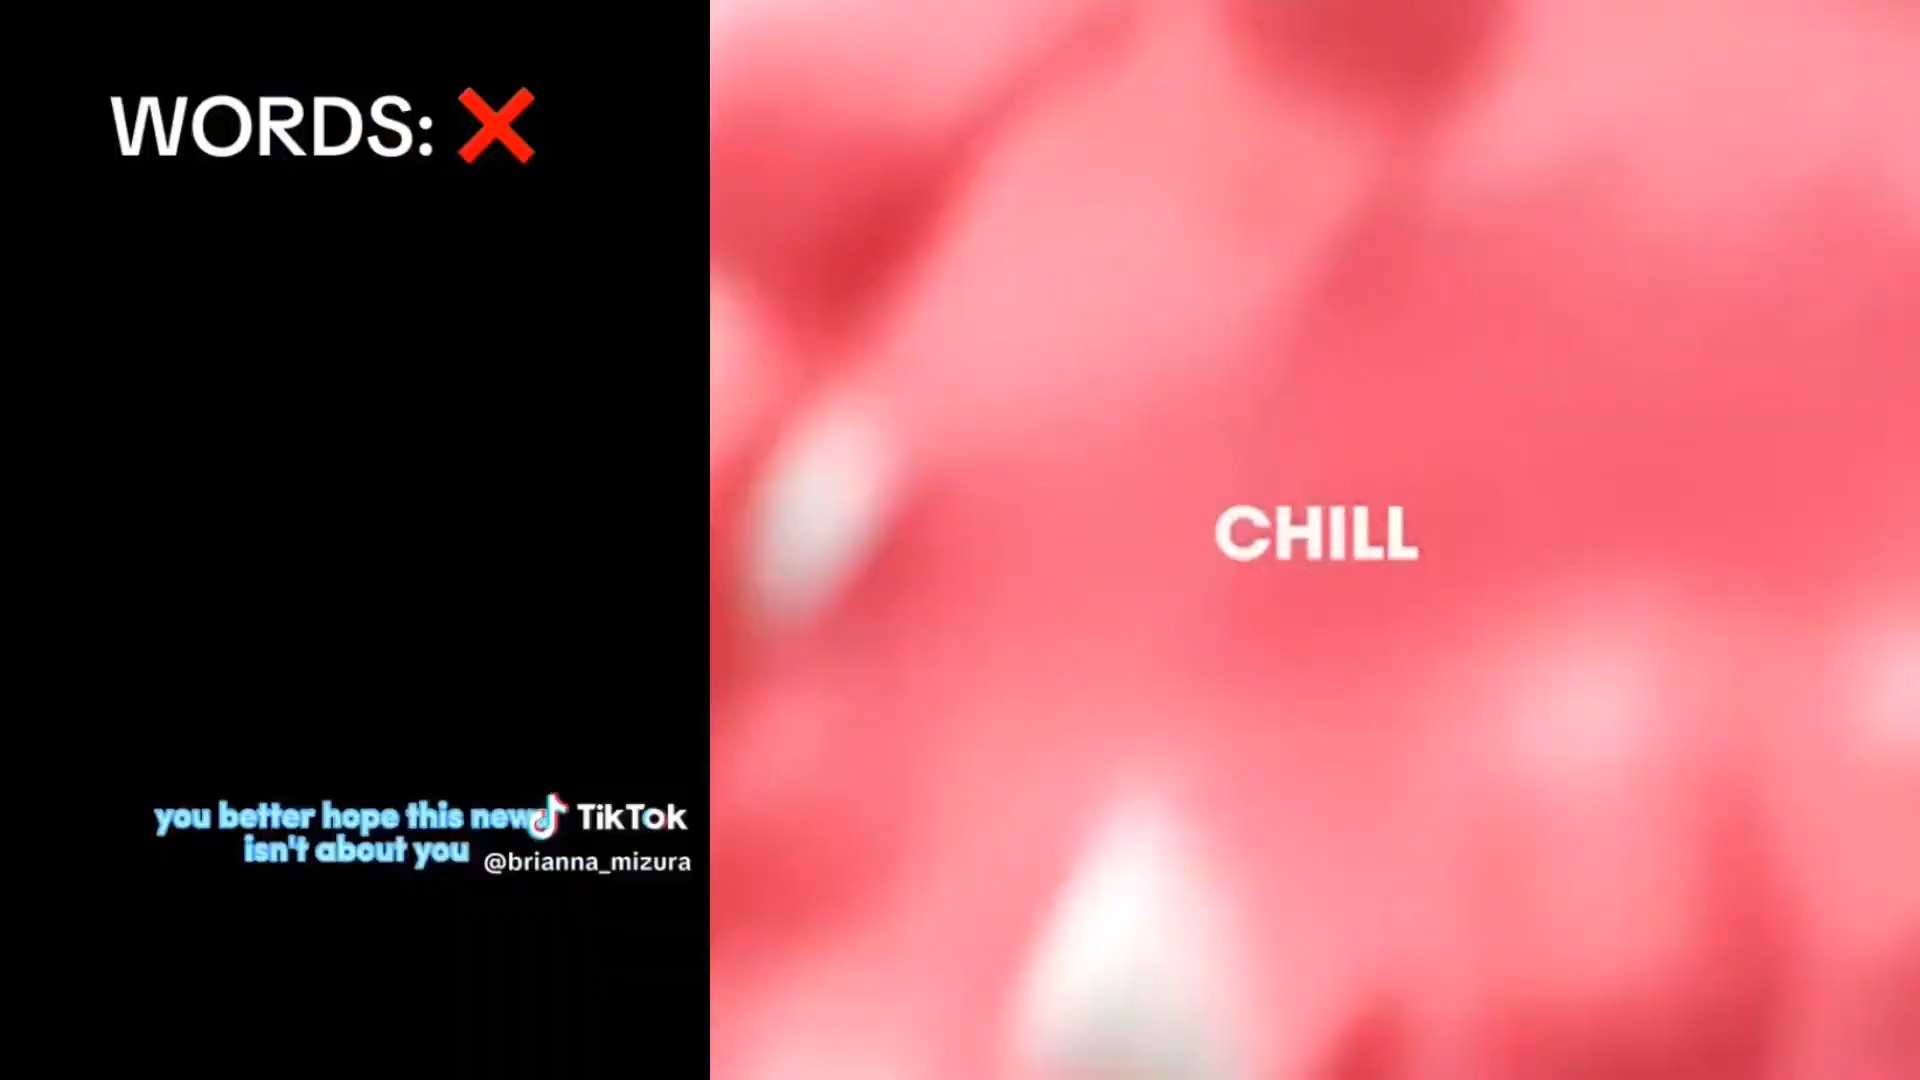 WORDS: ❌
CHILL
you better hope this new
isn't about you
TikTok
@brianna_mizura